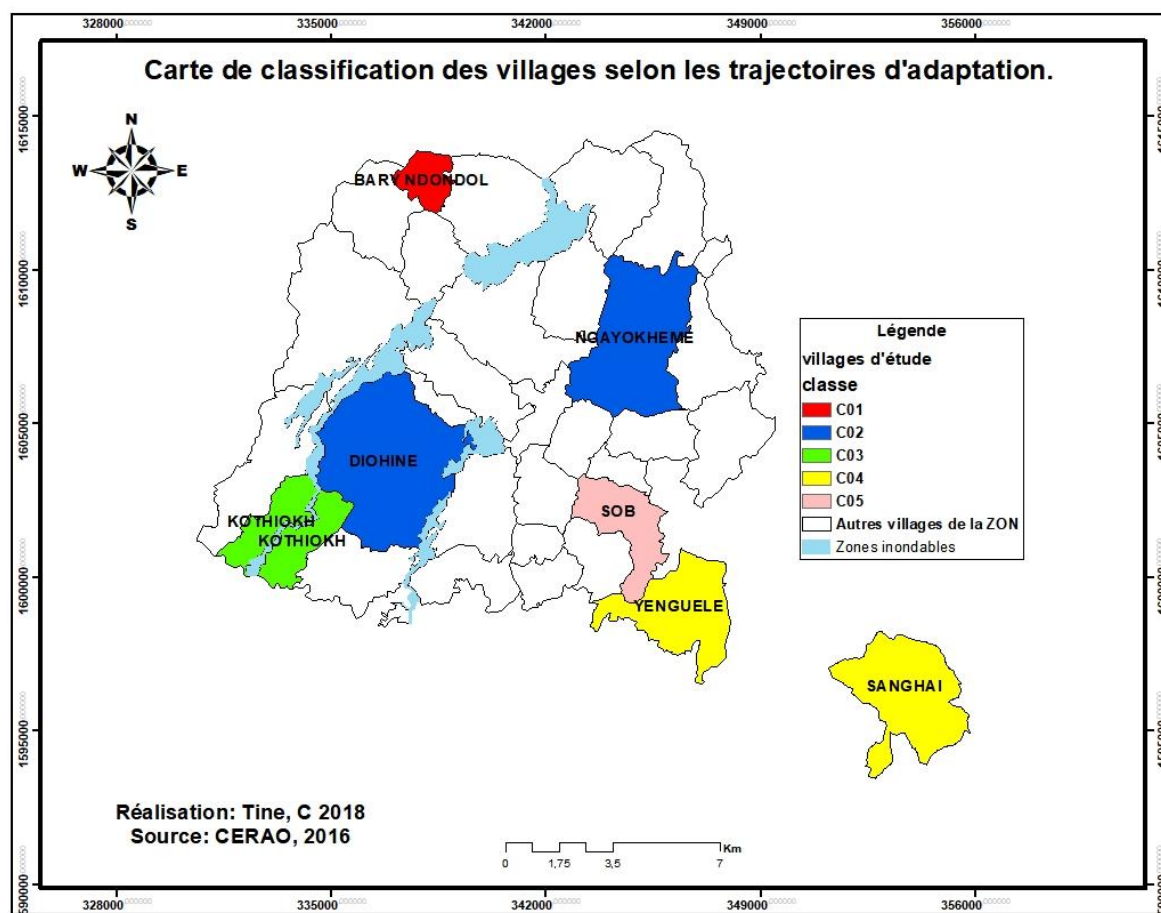 328000 335000 342000 349000 356000
Carte de classification des villages selon les trajectoires d'adaptation.
1615000 1615000
N
W E
S
BARY NDONDOL
1610000
NGAYOKHEME
Légende
villages d'étude
classe
C01
C02
C03
C04
C05
Autres villages de la ZON
Zones inondables
1605000
DIOHINE
SOB
KOTHIOKH
KOTHIOKH
1600000
YENGUELE
SANGHAI
1595000
Réalisation: Tine, C 2018
Source: CERAO, 2016
Km
0 1,75 3,5 7
1590000
328000 335000 342000 349000 356000